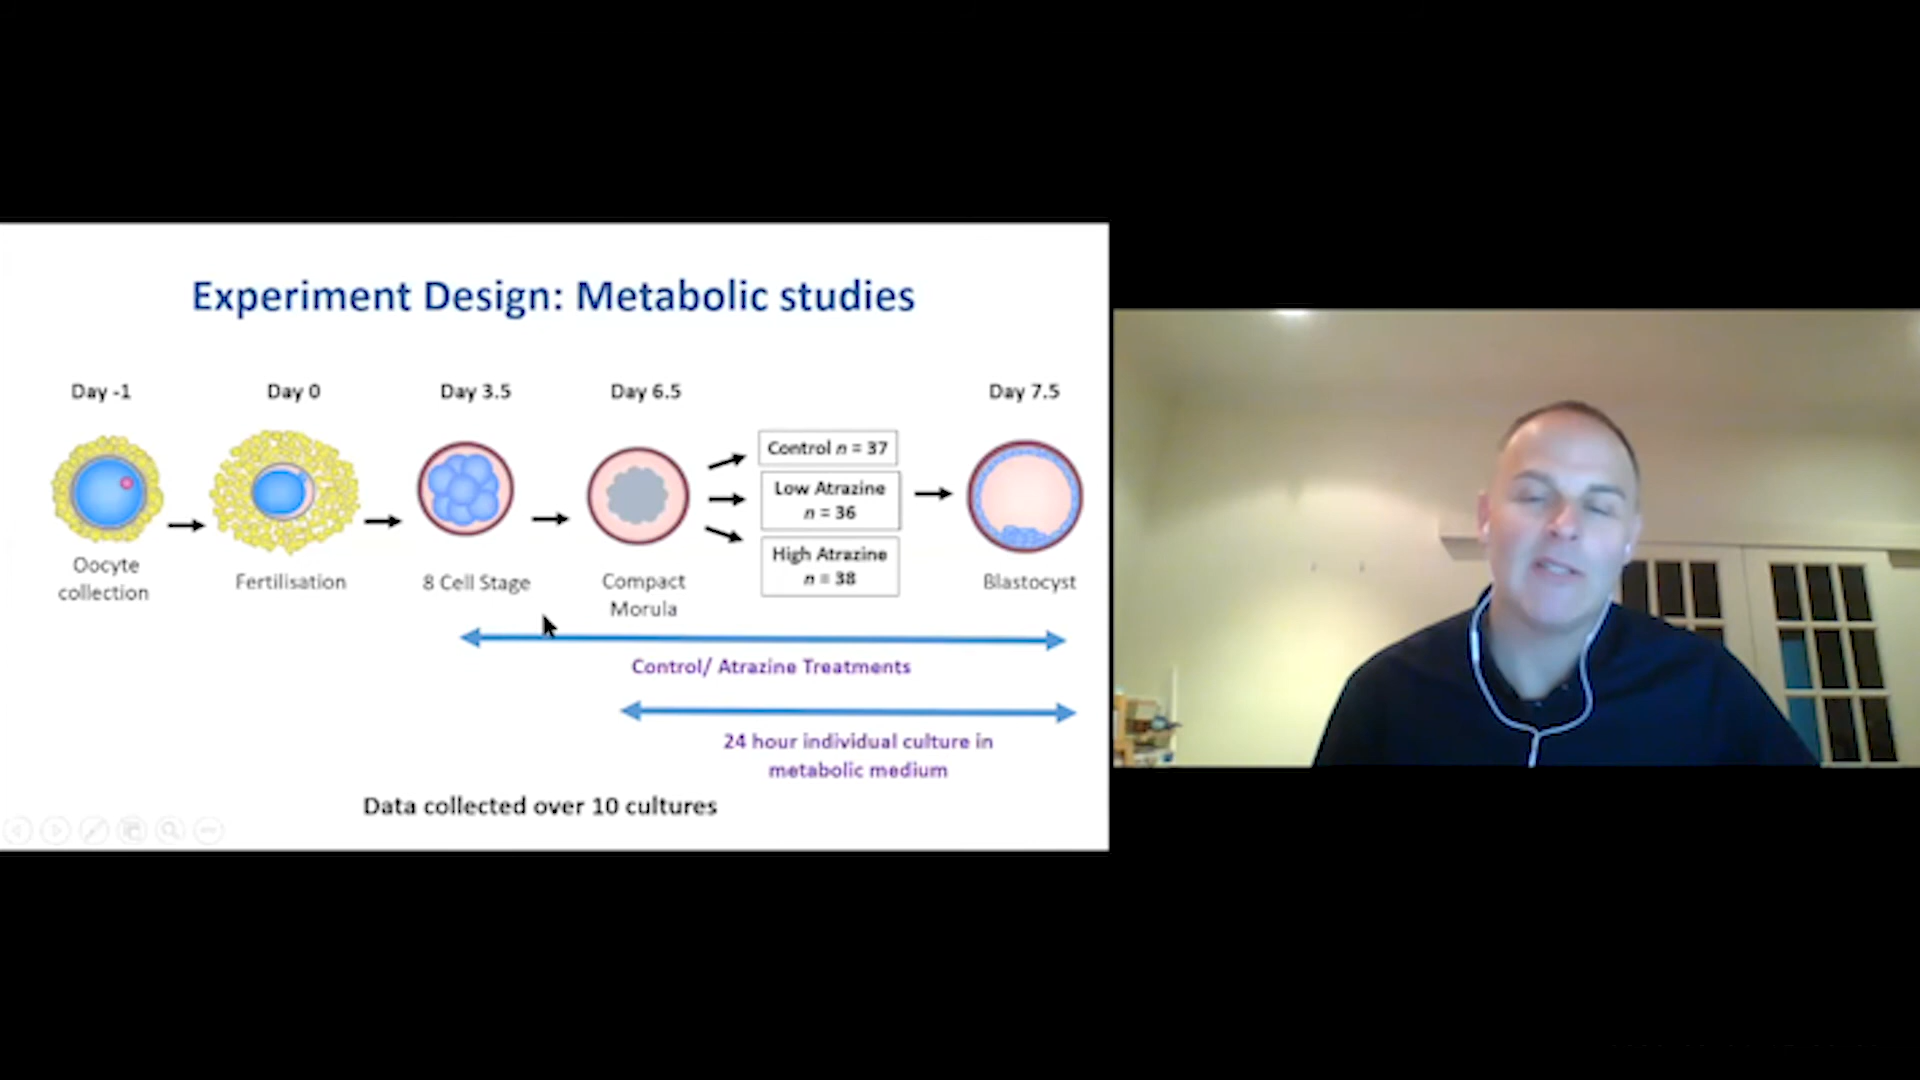 Experiment Design: Metabolic studies
Day -1
Day 0
Day 3.5
Day 6.5
Day 7.5
Control n = 37
Low Atrazine
n = 36
High Atrazine
n = 38
Oocyte
collection
Fertilisation
8 Cell Stage
Compact
Morula
Blastocyst
Control/ Atrazine Treatments
24 hour individual culture in
metabolic medium
Data collected over 10 cultures